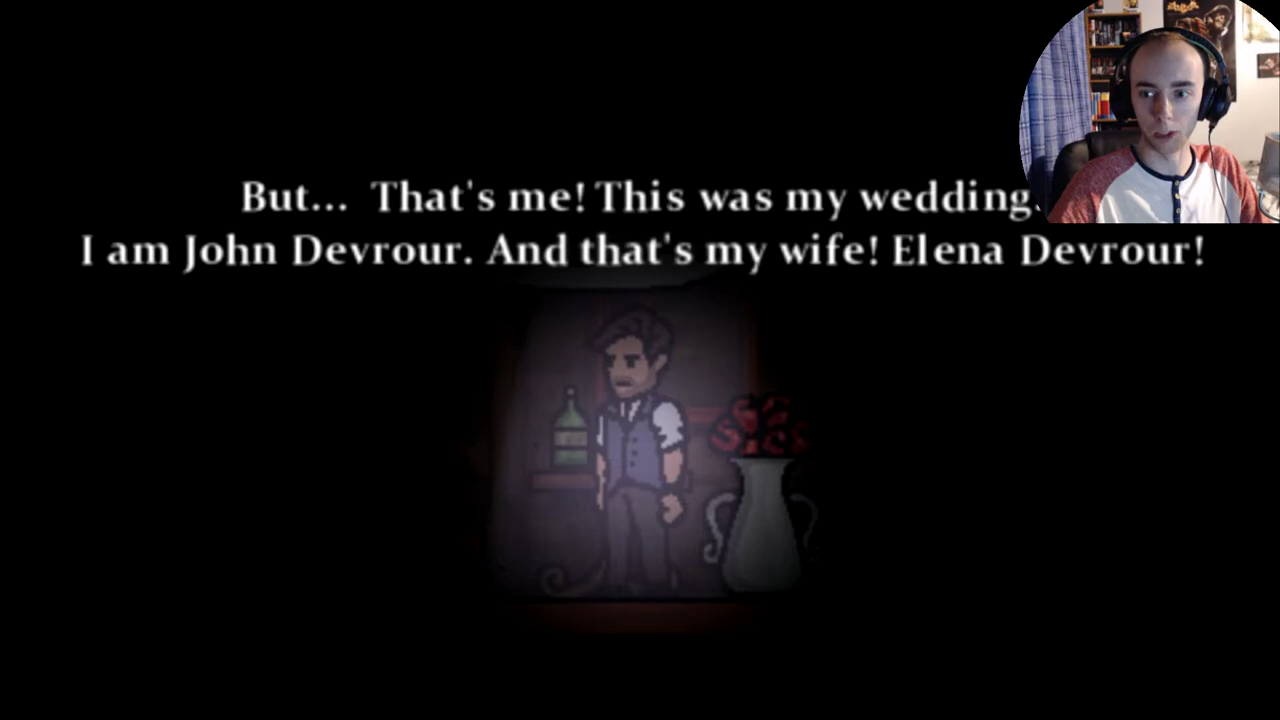 But... That's me! This was my wedding.
I am John Devrour. And that's my wife! Elena Devrour!